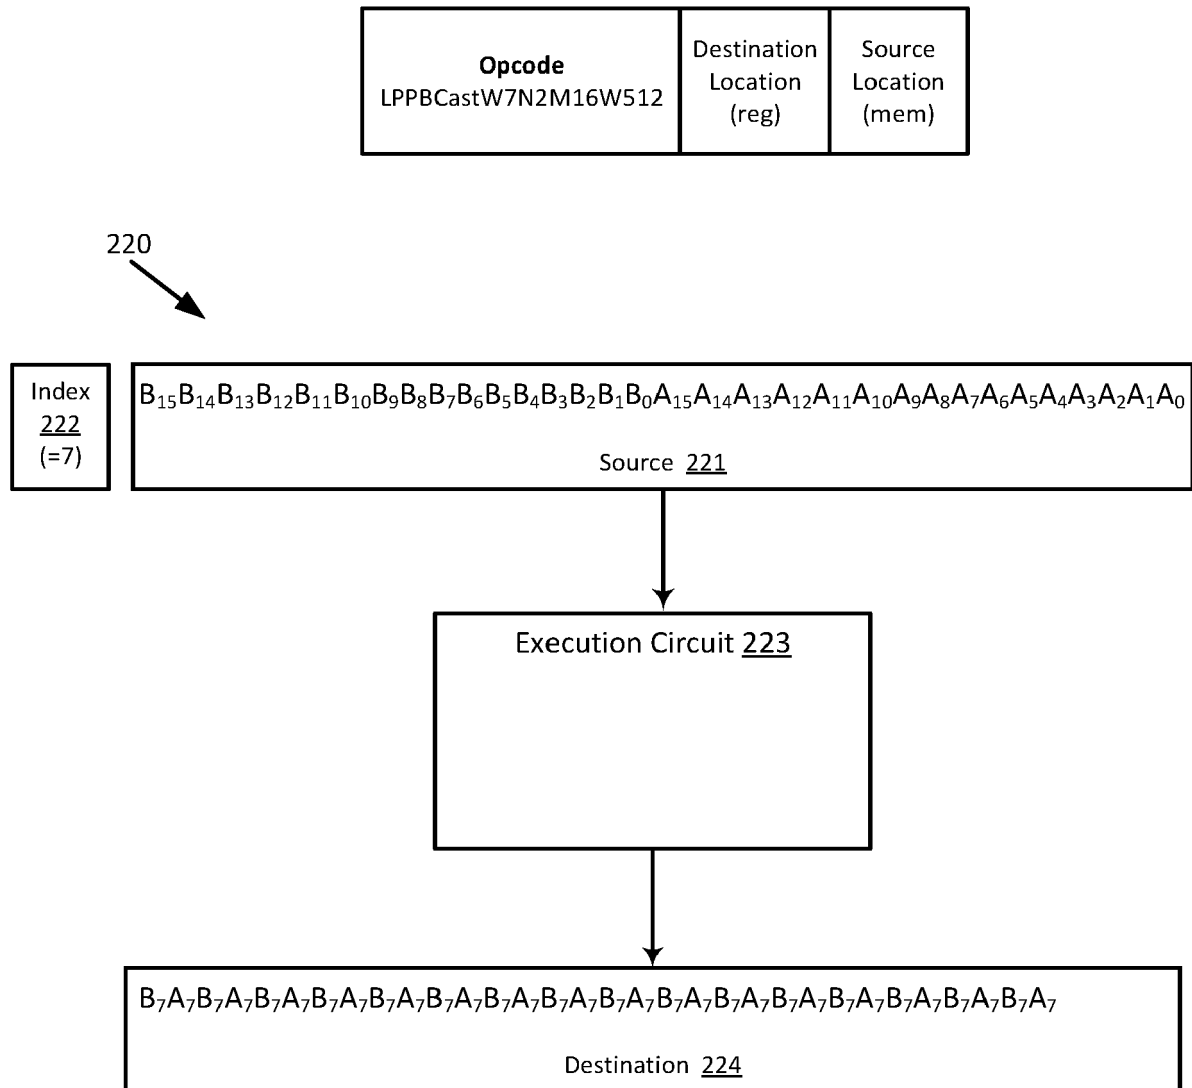 Opcode
LPPBCastW7N2M16W512
Destination
Location
(reg)
Source
Location
(mem)
220
Index
222
(=7)
B₁₅B₁₄B₁₃B₁₂B₁₁B₁₀B₉B₈B₇B₆B₅B₄B₃B₂B₁B₀A₁₅A₁₄A₁₃A₁₂A₁₁A₁₀A₉A₈A₇A₆A₅A₄A₃A₂A₁A₀
Source 221
Execution Circuit 223
B₇A₇B₇A₇B₇A₇B₇A₇B₇A₇B₇A₇B₇A₇B₇A₇B₇A₇B₇A₇B₇A₇B₇A₇B₇A₇B₇A₇B₇A₇B₇A₇
Destination 224